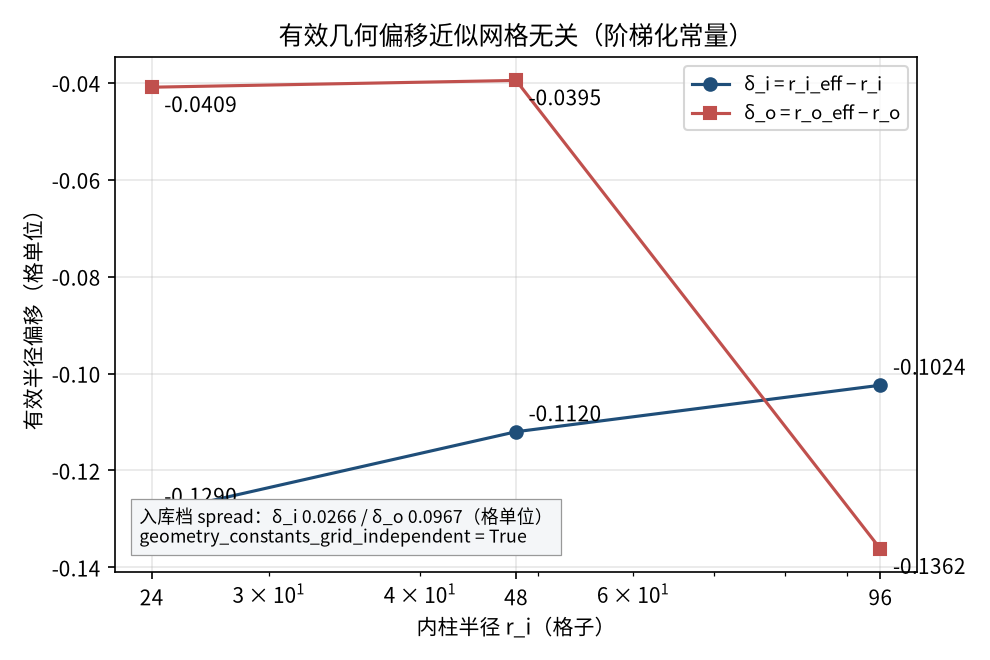 有效几何偏移近似网格无关（阶梯化常量）
δ_i = r_i_eff − r_i
δ_o = r_o_eff − r_o
有效半径偏移（格单位）
-0.04
-0.06
-0.08
-0.10
-0.12
-0.14
-0.0409
-0.0395
-0.1024
-0.1120
-0.1290
-0.1362
入库档 spread：δ_i 0.0266 / δ_o 0.0967（格单位）
geometry_constants_grid_independent = True
24
3 × 10¹
4 × 10¹
48
6 × 10¹
96
内柱半径 r_i（格子）